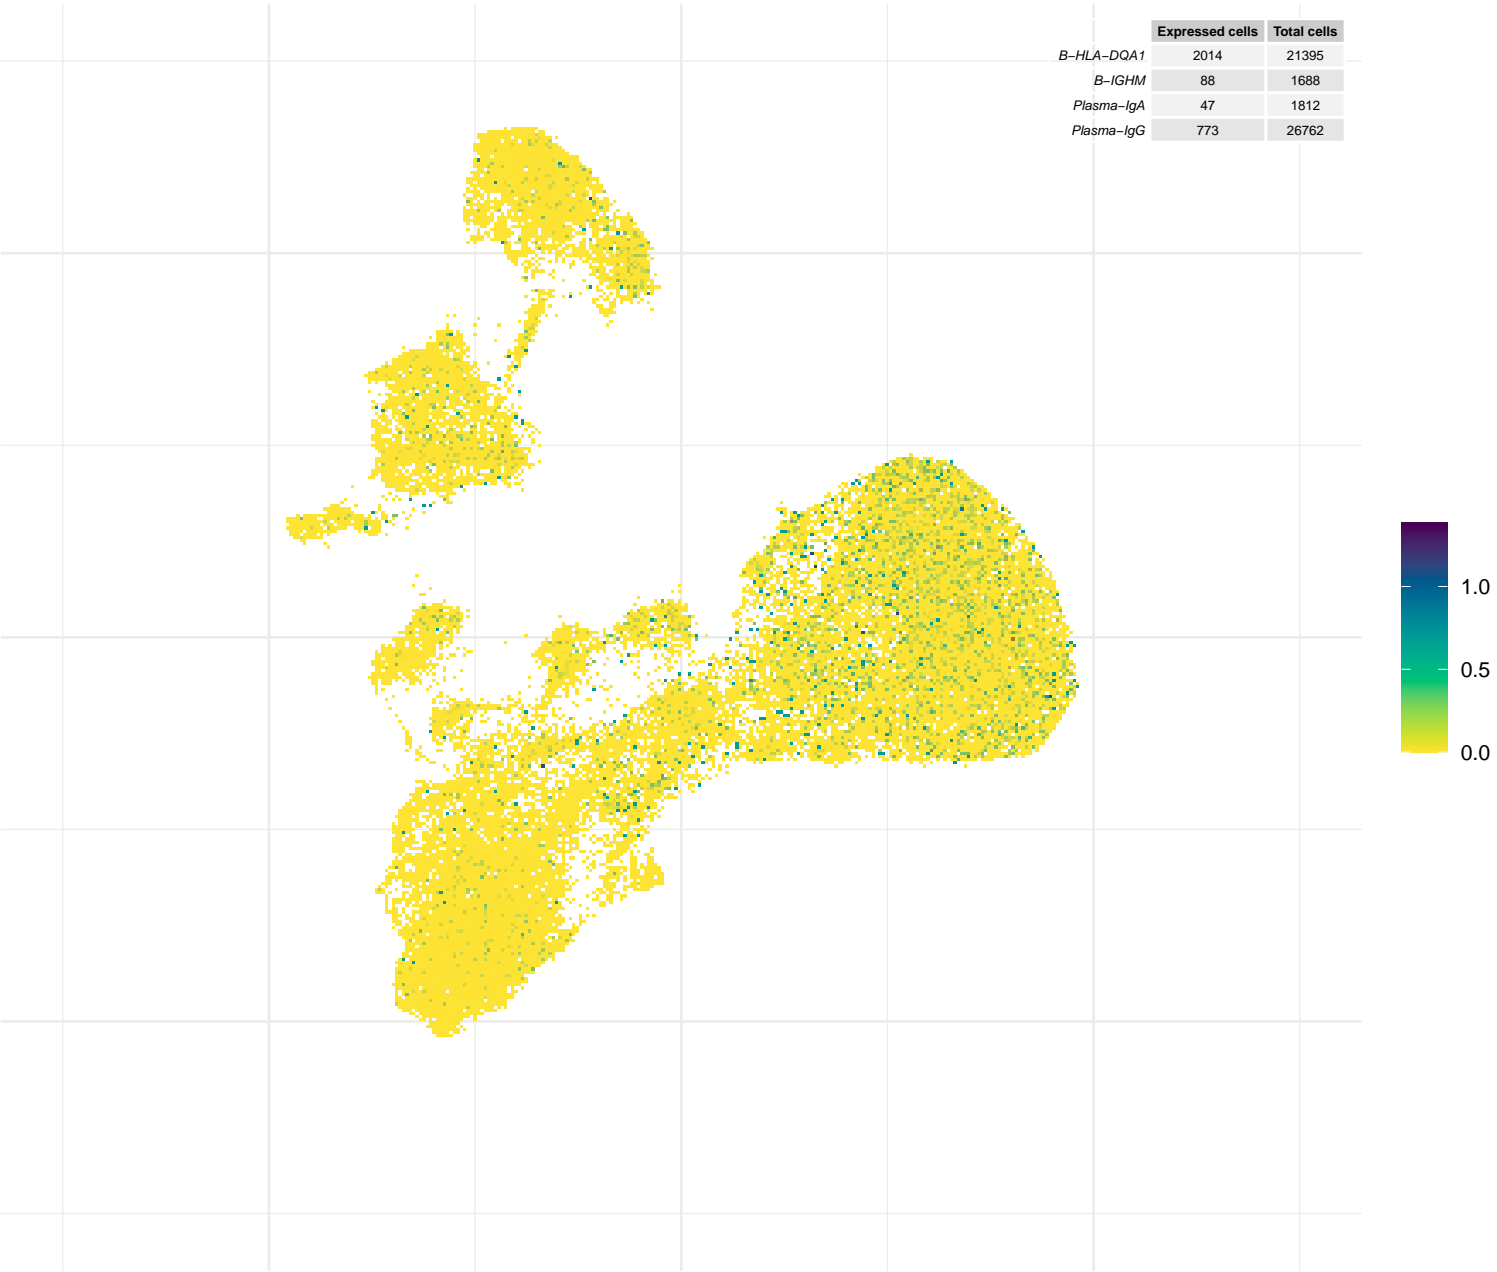 Expressed cells Total cells
B−HLA−DQA1 2014 21395
B−IGHM 88 1688
Plasma−IgA 47 1812
Plasma−IgG 773 26762
1.0
0.5
0.0